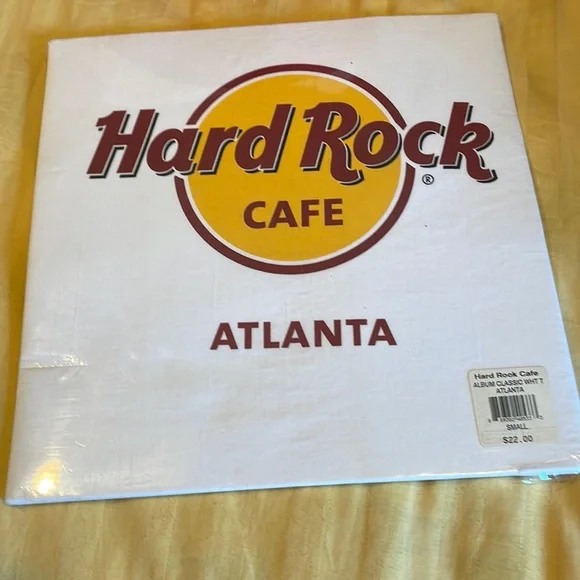 Hard Rock
®
CAFE
ATLANTA
Hard Rock Cafe
ALBUM CLASSIC WHT T
ATLANTA
SMALL
$22.00